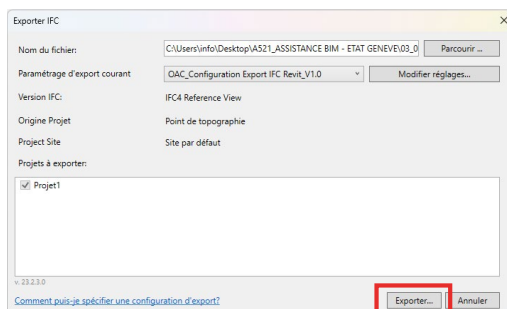 Exporter IFC
Nom du fichier: C:\Users\info\Desktop\A521_ASSISTANCE BIM - ETAT GENEVE\03_0 Parcourir ...
Paramétrage d'export courant OAC_Configuration Export IFC Revit_V1.0 Modifier réglages...
Version IFC: IFC4 Reference View
Origine Projet Point de topographie
Project Site Site par défaut
Projets à exporter:
Projet1
v. 23.2.3.0
Comment puis-je spécifier une configuration d'export? Exporter... Annuler